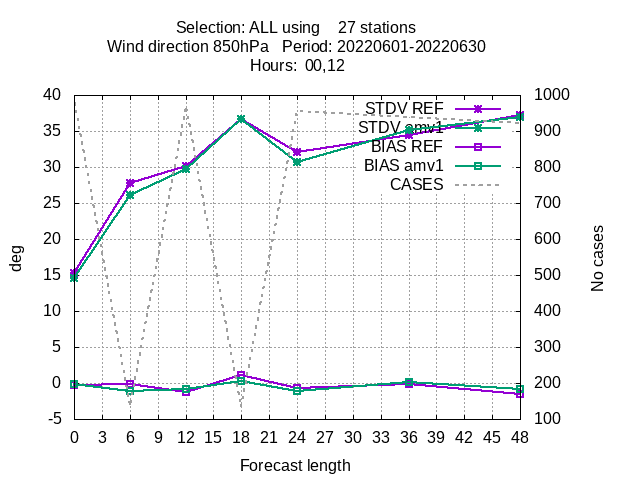 Selection: ALL using    27 stations
Wind direction 850hPa   Period: 20220601-20220630
Hours:  00,12
40 1000
35 900
30 800
25 700
20 600
15 500
10 400
5 300
0 200
-5 100
STDV REF
STDV amv1
BIAS REF
BIAS amv1
CASES
deg
No cases
0 3 6 9 12 15 18 21 24 27 30 33 36 39 42 45 48
Forecast length